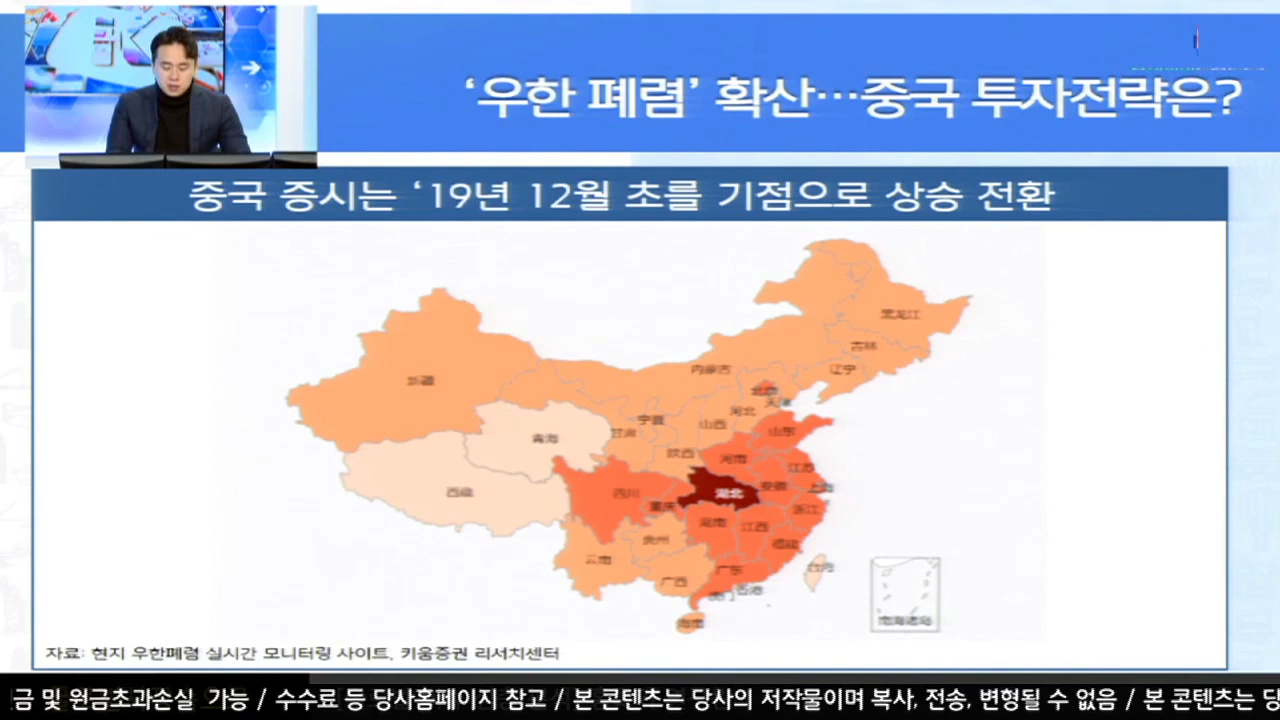 ‘우한 폐렴’ 확산…중국 투자전략은?
중국 증시는 ‘19년 12월 초를 기점으로 상승 전환
黑龙江
吉林
辽宁
内蒙古
新疆
北京
天津
河北
山西
宁夏
甘肃
青海
山东
陕西
河南
江苏
西藏
四川
重庆
湖北
安徽
上海
浙江
湖南
江西
福建
贵州
云南
广西
广东
台湾
澳门
香港
海南
南海诸岛
자료: 현지 우한폐렴 실시간 모니터링 사이트, 키움증권 리서치센터
금 및 원금초과손실 가능 / 수수료 등 당사홈페이지 참고 / 본 콘텐츠는 당사의 저작물이며 복사, 전송, 변형될 수 없음 / 본 콘텐츠는 당